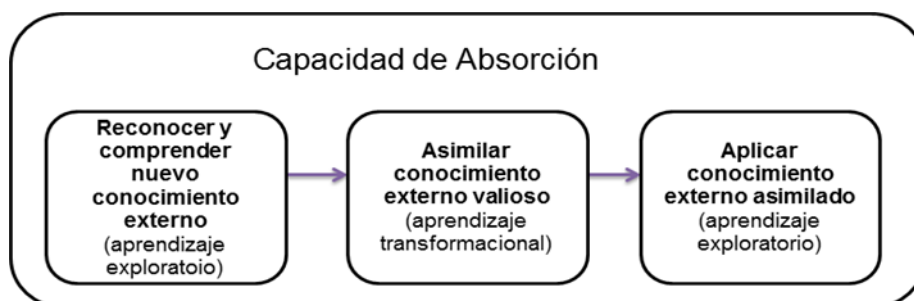 Capacidad de Absorción
Reconocer y
comprender
nuevo
conocimiento
externo
(aprendizaje
exploratoio)
Asimilar
conocimiento
externo valioso
(aprendizaje
transformacional)
Aplicar
conocimiento
externo asimilado
(aprendizaje
exploratorio)